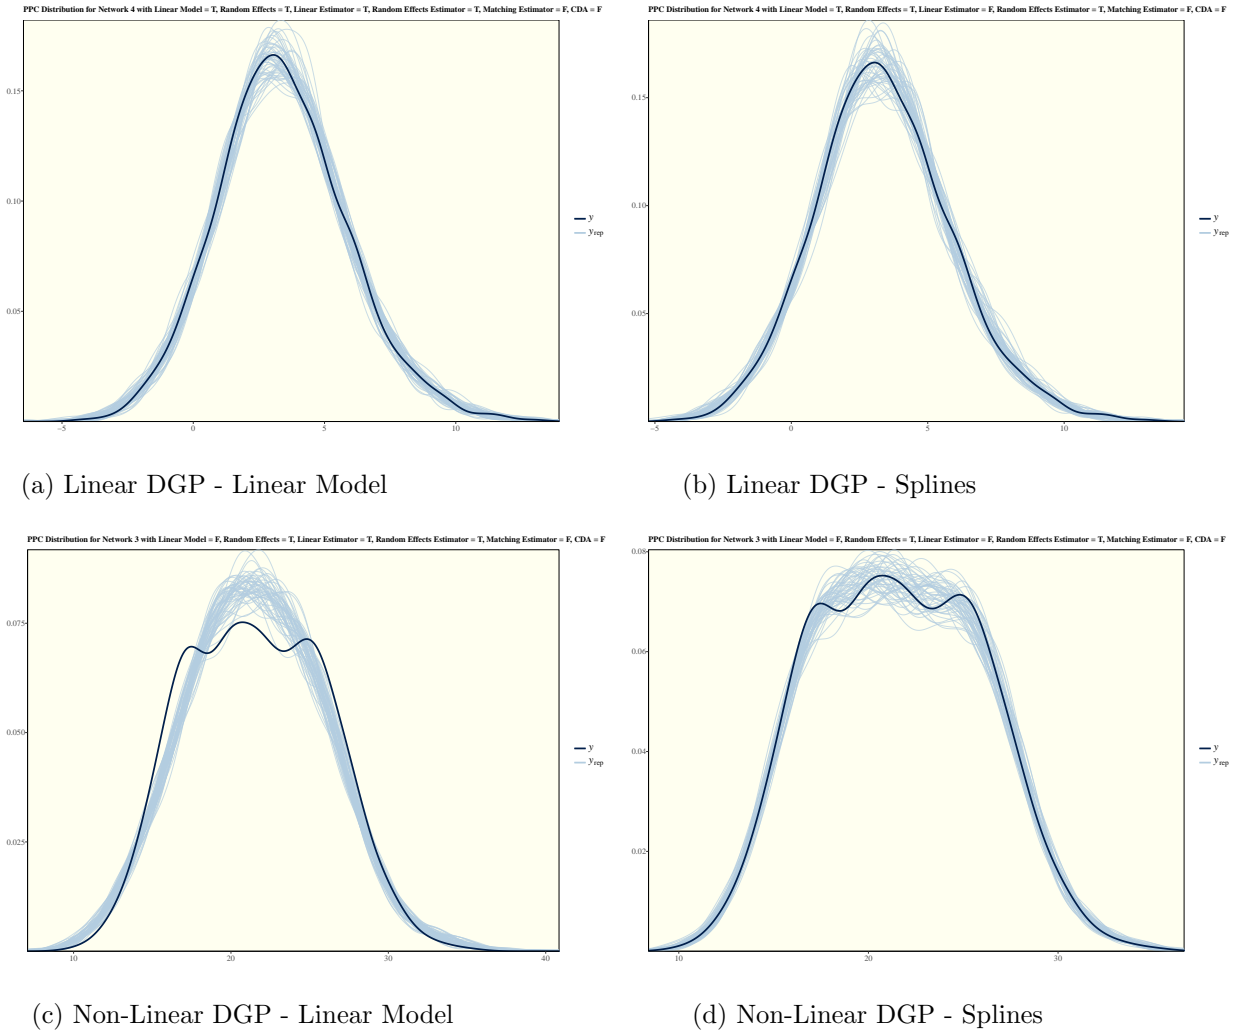 PPC Distribution for Network 4 with Linear Model = T, Random Effects = T, Linear Estimator = T, Random Effects Estimator = T, Matching Estimator = F, CDA = F
0.15
0.10
0.05
−5
0
5
10
y
yrep
(a) Linear DGP - Linear Model
PPC Distribution for Network 4 with Linear Model = T, Random Effects = T, Linear Estimator = F, Random Effects Estimator = T, Matching Estimator = F, CDA = F
0.15
0.10
0.05
−5
0
5
10
y
yrep
(b) Linear DGP - Splines
PPC Distribution for Network 3 with Linear Model = F, Random Effects = T, Linear Estimator = T, Random Effects Estimator = T, Matching Estimator = F, CDA = F
0.075
0.050
0.025
10
20
30
40
y
yrep
(c) Non-Linear DGP - Linear Model
PPC Distribution for Network 3 with Linear Model = F, Random Effects = T, Linear Estimator = F, Random Effects Estimator = T, Matching Estimator = F, CDA = F
0.08
0.06
0.04
0.02
10
20
30
y
yrep
(d) Non-Linear DGP - Splines